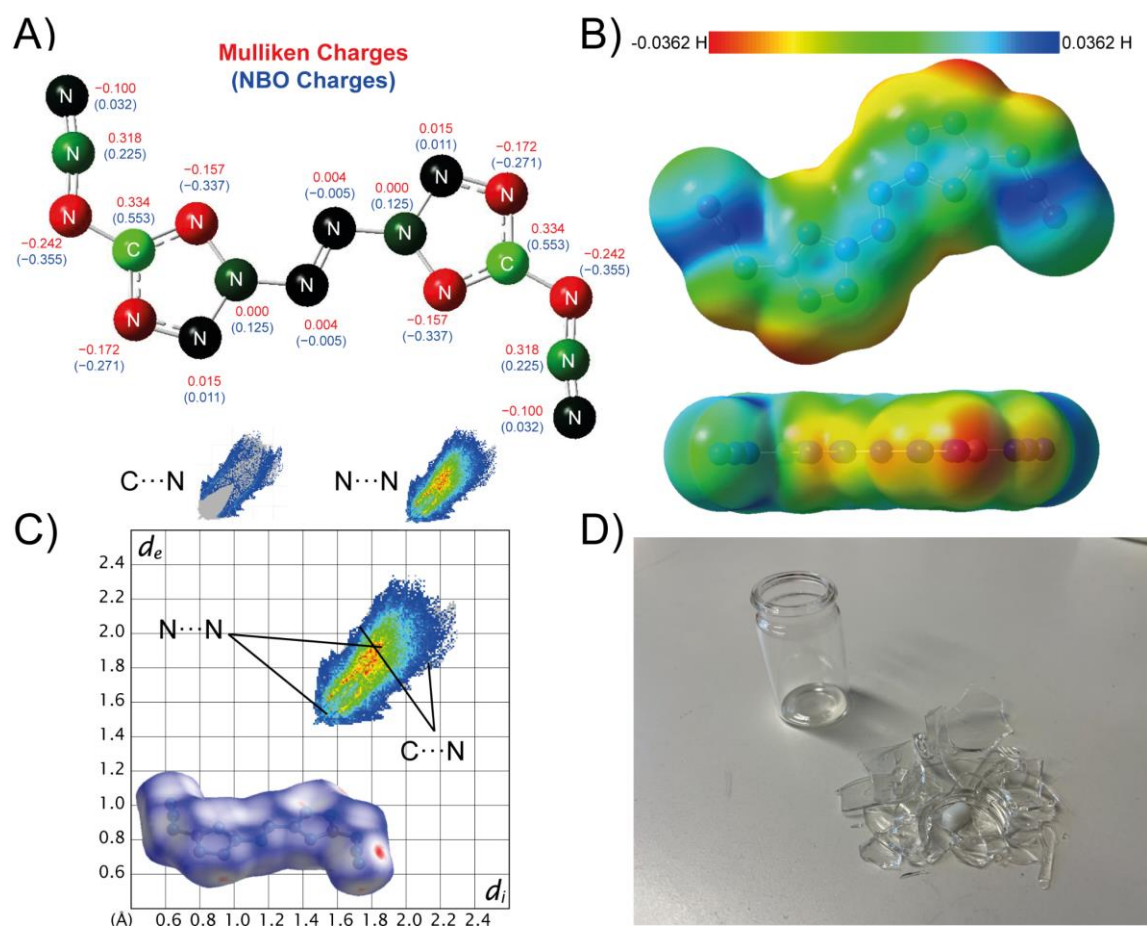 A)
Mulliken Charges
(NBO Charges)
N
−0.100
(0.032)
N
0.318
(0.225)
N
−0.242
(−0.355)
C
0.334
(0.553)
N
−0.157
(−0.337)
N
−0.172
(−0.271)
N
0.015
(0.011)
N
0.000
(0.125)
N
0.004
(−0.005)
N
0.004
(−0.005)
N
0.000
(0.125)
N
0.015
(0.011)
N
−0.172
(−0.271)
C
0.334
(0.553)
N
−0.157
(−0.337)
N
−0.242
(−0.355)
N
0.318
(0.225)
N
−0.100
(0.032)
B)
-0.0362 H
0.0362 H
C···N
N···N
C)
de
2.4
2.2
2.0
1.8
1.6
1.4
1.2
1.0
0.8
0.6
N···N
C···N
di
(Å) 0.6 0.8 1.0 1.2 1.4 1.6 1.8 2.0 2.2 2.4
D)